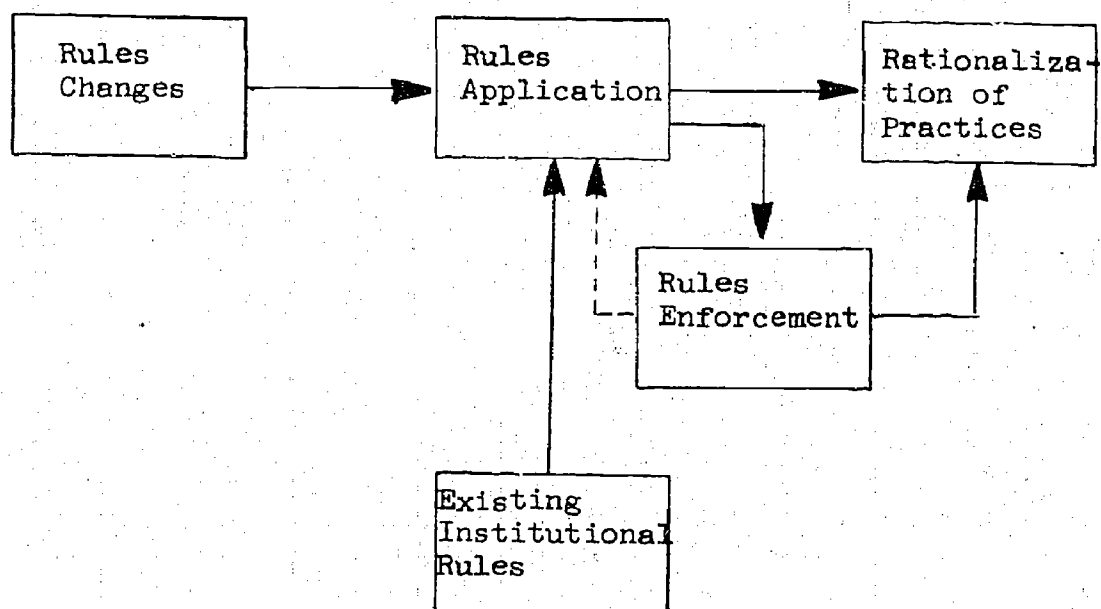 Rules
Changes
Rules
Application
Rationaliza-
tion of
Practices
Rules
Enforcement
Existing
Institutional
Rules